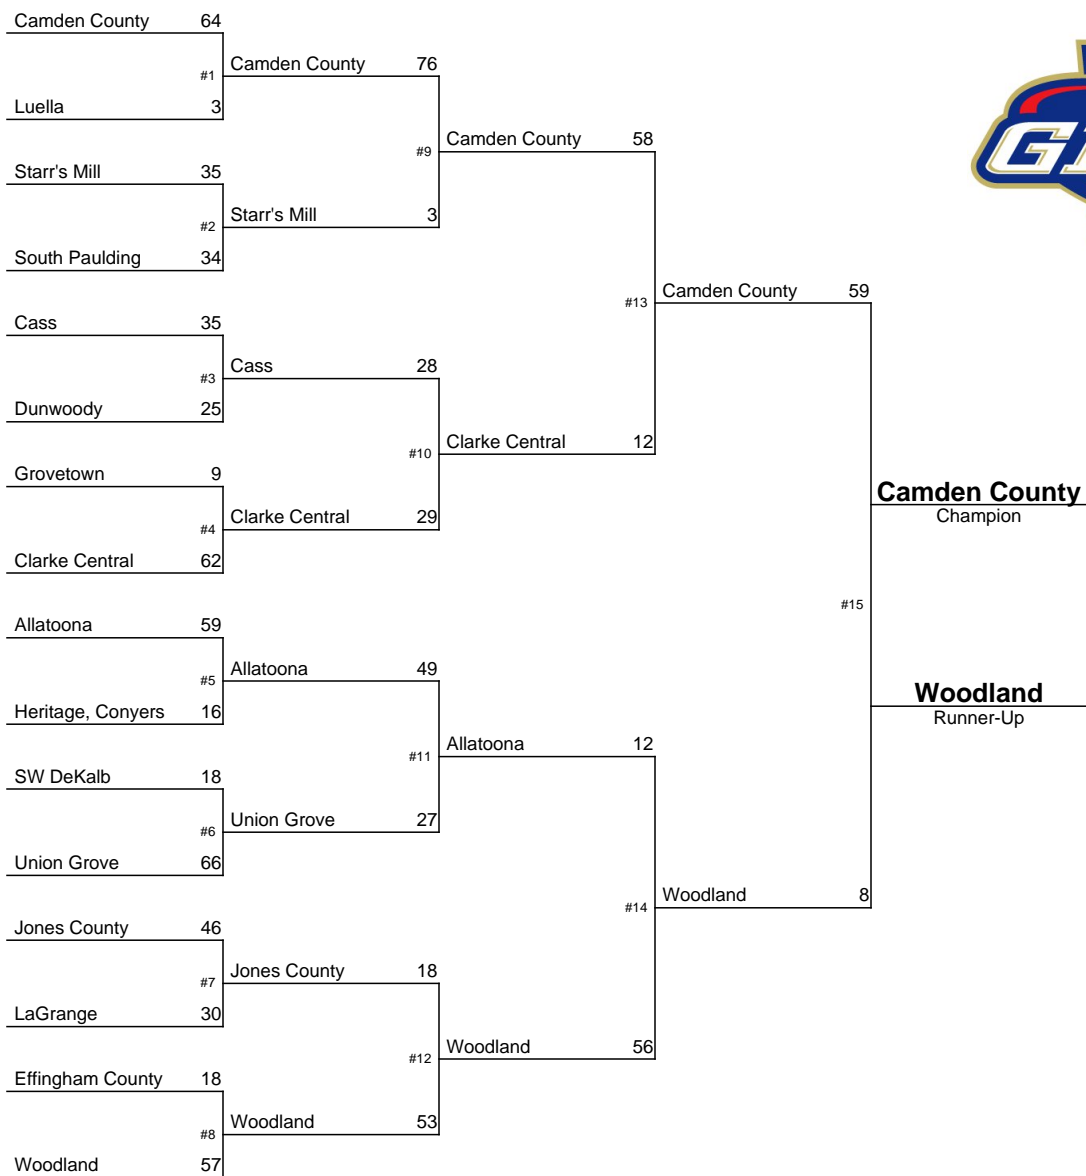 Camden County 64
#1 Camden County 76
Luella 3
#9 Camden County 58
Starr's Mill 35
#2 Starr's Mill 3
South Paulding 34
#13 Camden County 59
Cass 35
#3 Cass 28
Dunwoody 25
#10 Clarke Central 12
Grovetown 9
#4 Clarke Central 29
Clarke Central 62
Camden County
Champion
#15
Allatoona 59
#5 Allatoona 49
Heritage, Conyers 16
#11 Allatoona 12
SW DeKalb 18
#6 Union Grove 27
Union Grove 66
Woodland
Runner-Up
#14 Woodland 8
Jones County 46
#7 Jones County 18
LaGrange 30
#12 Woodland 56
Effingham County 18
#8 Woodland 53
Woodland 57